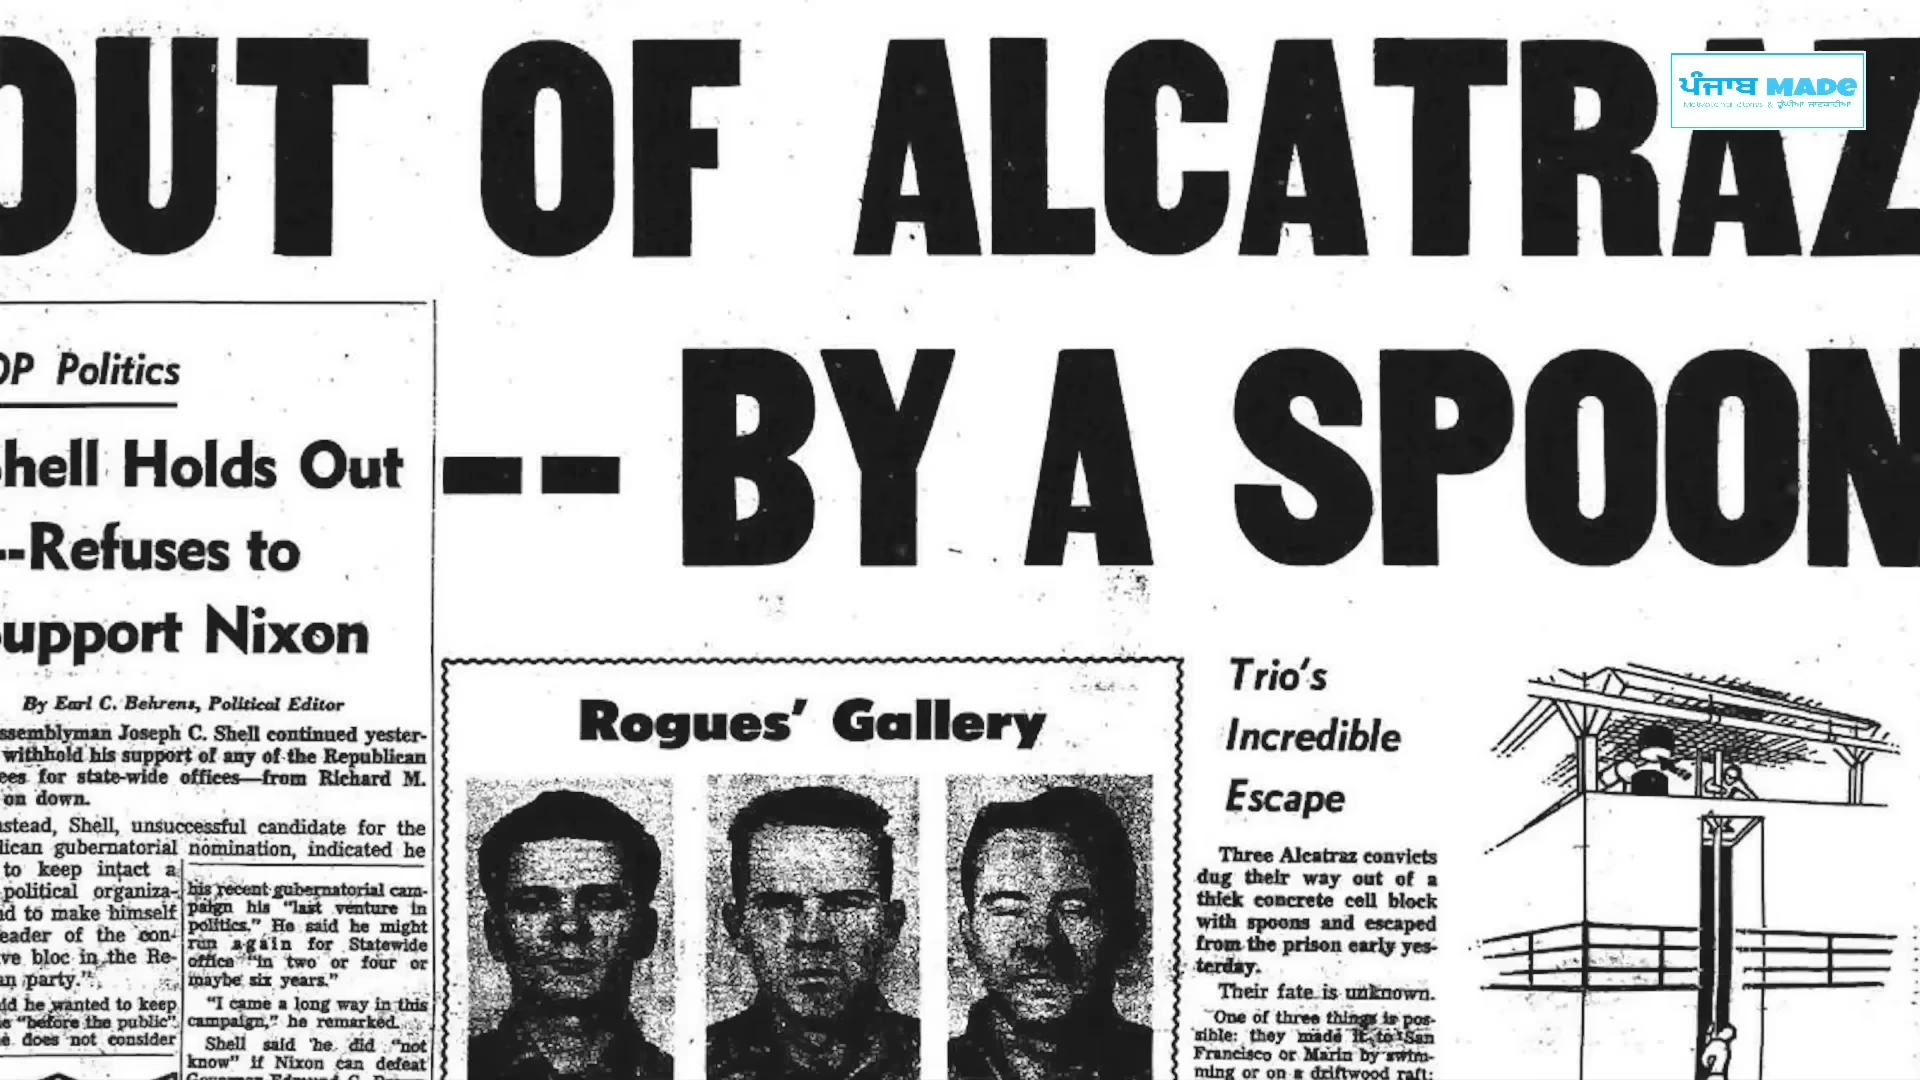 OUT OF ALCATRAZ
-- BY A SPOON
ਪੰਜਾਬ MADe
OP Politics
Shell Holds Out
--Refuses to
Support Nixon
By Earl C. Behrens, Political Editor
ssemblyman Joseph C. Shell continued yester-
withhold his support of any of the Republican
ees for state-wide offices—from Richard M.
on down.
nstead, Shell, unsuccessful candidate for the
lican gubernatorial nomination, indicated he
to keep intact a
political organiza-
nd to make himself
eader of the con-
ve bloc in the Re-
an party."
id he wanted to keep
e "before the public"
e does not consider
his recent gubernatorial cam-
paign his "last venture in
politics." He said he might
run again for Statewide
office "in two or four or
maybe six years."
"I came a long way in this
campaign," he remarked.
Shell said he did "not
know" if Nixon can defeat
Rogues' Gallery
Trio's
Incredible
Escape
Three Alcatraz convicts
dug their way out of a
thick concrete cell block
with spoons and escaped
from the prison early yes-
terday.
Their fate is unknown.
One of three things is pos-
sible: they made it to San
Francisco or Marin by swim-
ming or on a driftwood raft;